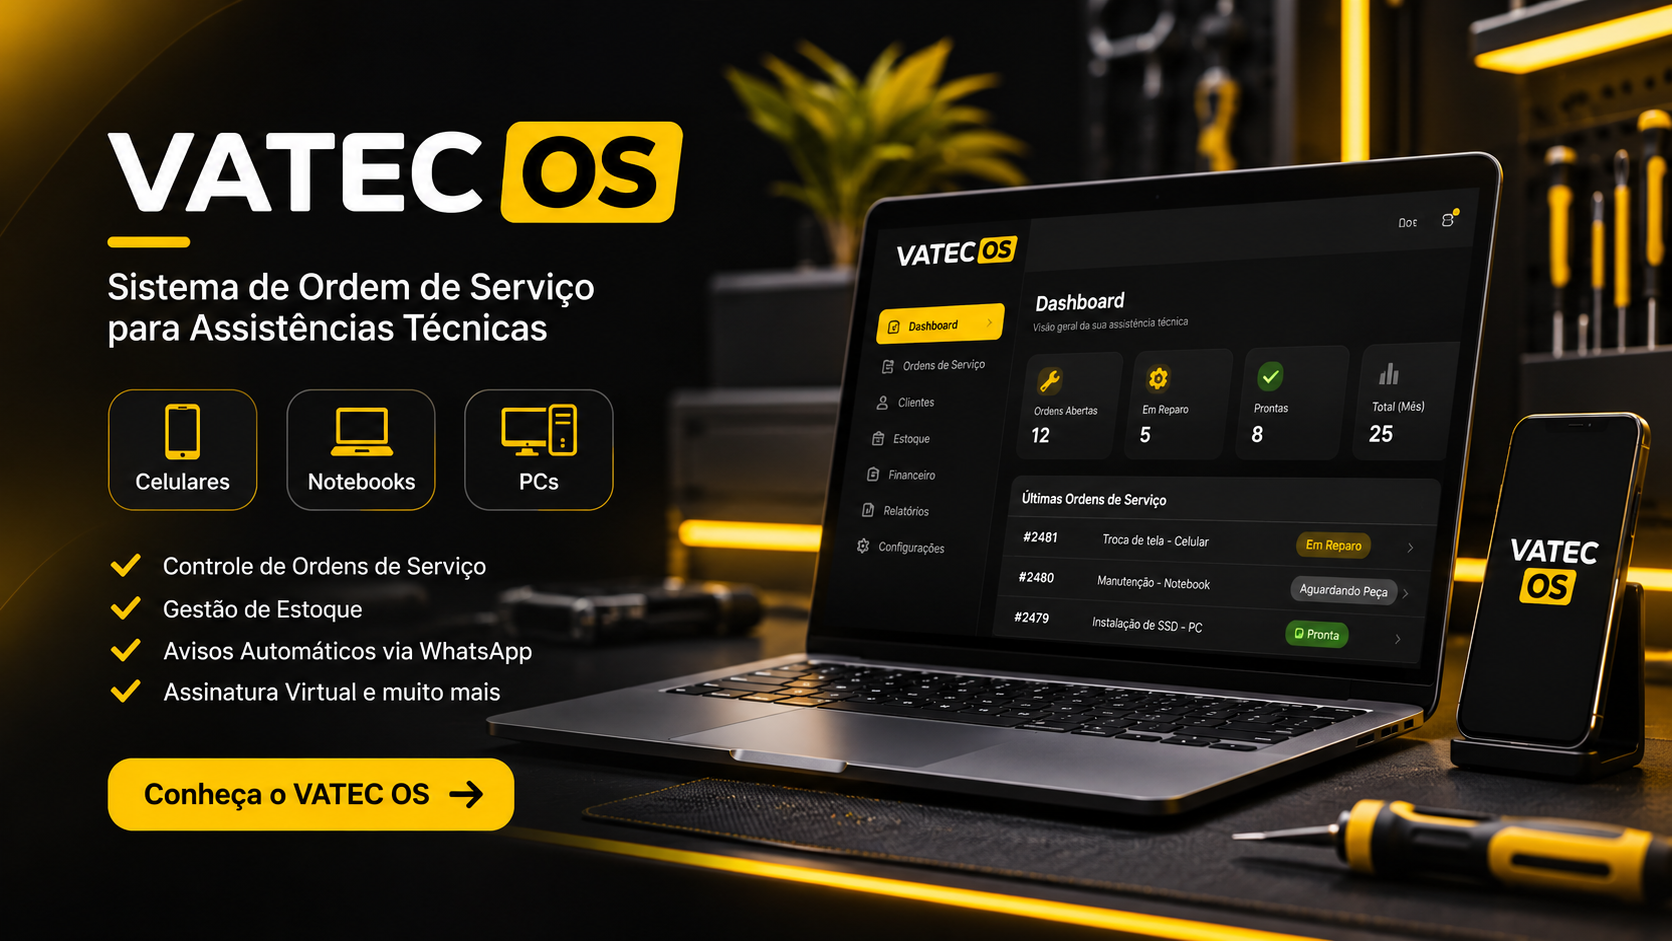 VATEC OS
Sistema de Ordem de Serviço
para Assistências Técnicas
Celulares
Notebooks
PCs
Controle de Ordens de Serviço
Gestão de Estoque
Avisos Automáticos via WhatsApp
Assinatura Virtual e muito mais
Conheça o VATEC OS
VATEC OS
Dashboard
Ordens de Serviço
Clientes
Estoque
Financeiro
Relatórios
Configurações
Dashboard
Visão geral da sua assistência técnica
Ordens Abertas
12
Em Reparo
5
Prontas
8
Total (Mês)
25
Últimas Ordens de Serviço
#2481 Troca de tela - Celular Em Reparo
#2480 Manutenção - Notebook Aguardando Peça
#2479 Instalação de SSD - PC Pronta
VATEC
OS